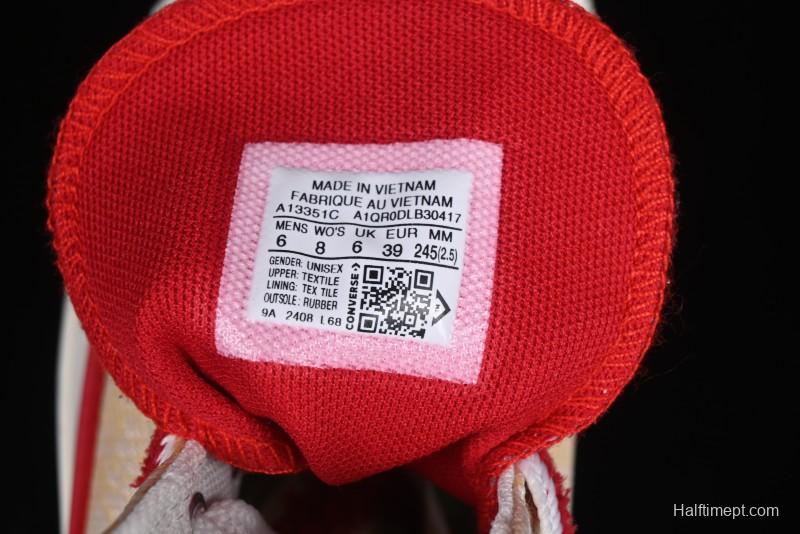 MADE IN VIETNAM
FABRIQUE AU VIETNAM
A13351C A1QR0DLB30417
MENS WO'S UK EUR MM
6 8 6 39 245(2.5)
GENDER: UNISEX
UPPER: TEXTILE
LINING: TEX TILE
OUTSOLE: RUBBER
9A 2408 L68
CONVERSE
Halftimept.com